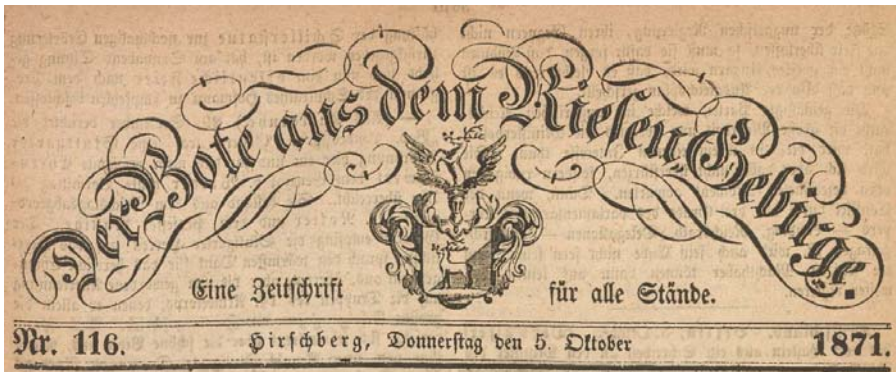 Der Bote aus dem Riesen-Gebirge.
Eine Zeitschrift für alle Stände.
Nr. 116. Hirschberg, Donnerstag den 5. Oktober 1871.